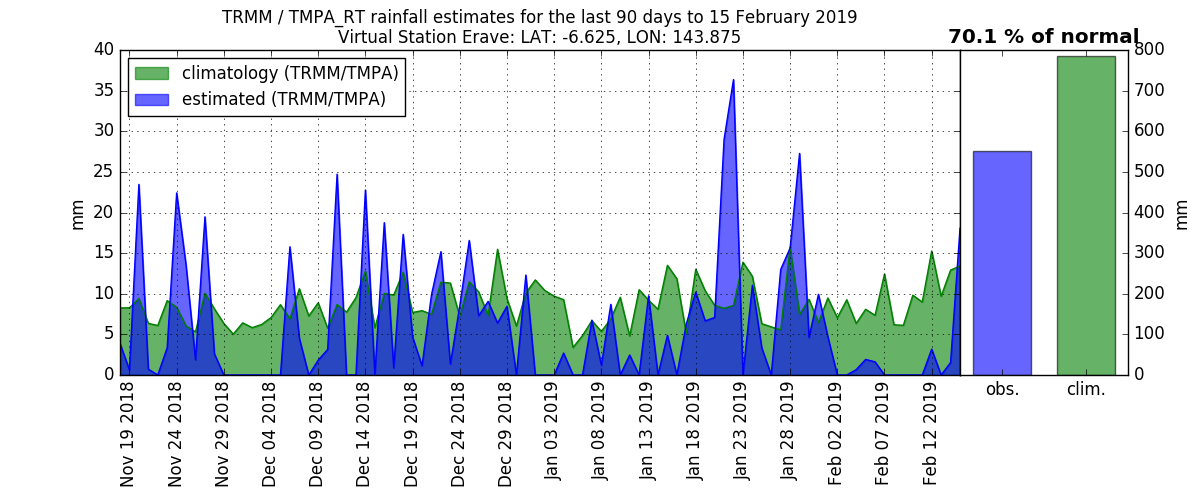 TRMM / TMPA_RT rainfall estimates for the last 90 days to 15 February 2019
Virtual Station Erave: LAT: -6.625, LON: 143.875
70.1 % of normal
climatology (TRMM/TMPA)
estimated (TRMM/TMPA)
mm
40
35
30
25
20
15
10
5
0
Nov 19 2018
Nov 24 2018
Nov 29 2018
Dec 04 2018
Dec 09 2018
Dec 14 2018
Dec 19 2018
Dec 24 2018
Dec 29 2018
Jan 03 2019
Jan 08 2019
Jan 13 2019
Jan 18 2019
Jan 23 2019
Jan 28 2019
Feb 02 2019
Feb 07 2019
Feb 12 2019
obs.
clim.
800
700
600
500
400
300
200
100
0
mm